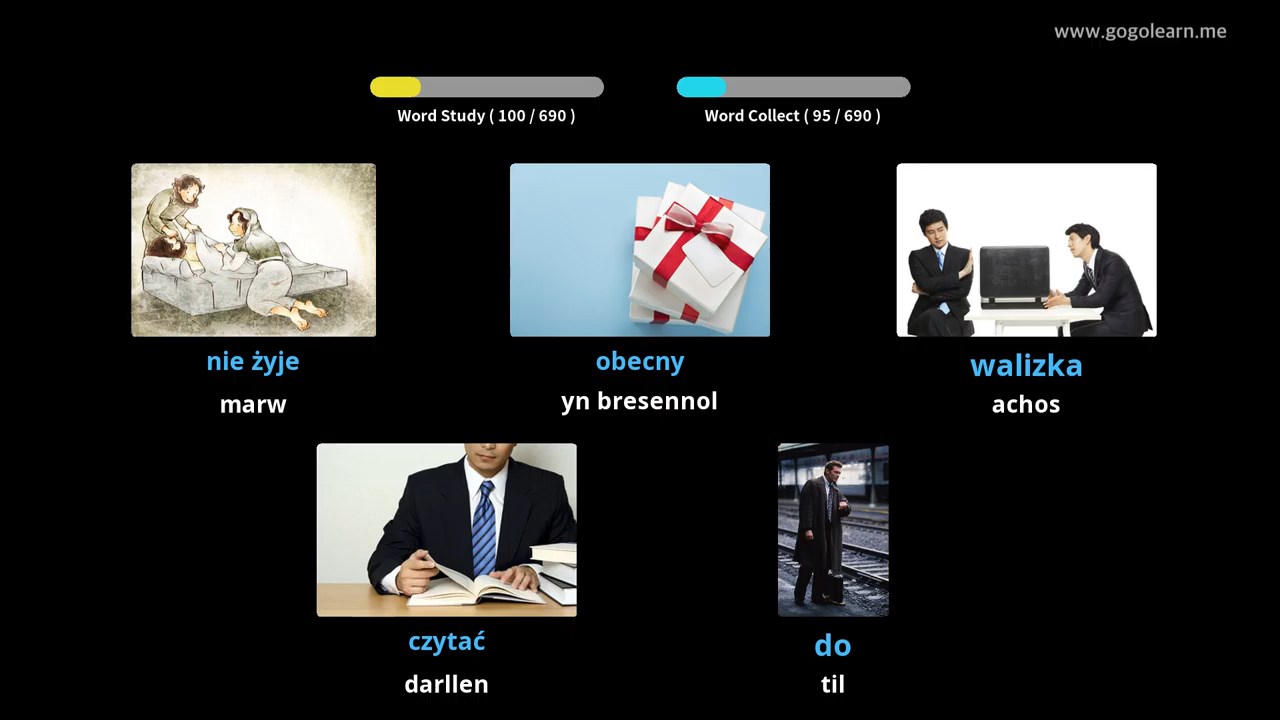 www.gogolearn.me
Word Study ( 100 / 690 )
Word Collect ( 95 / 690 )
nie żyje
marw
obecny
yn bresennol
walizka
achos
czytać
darllen
do
til